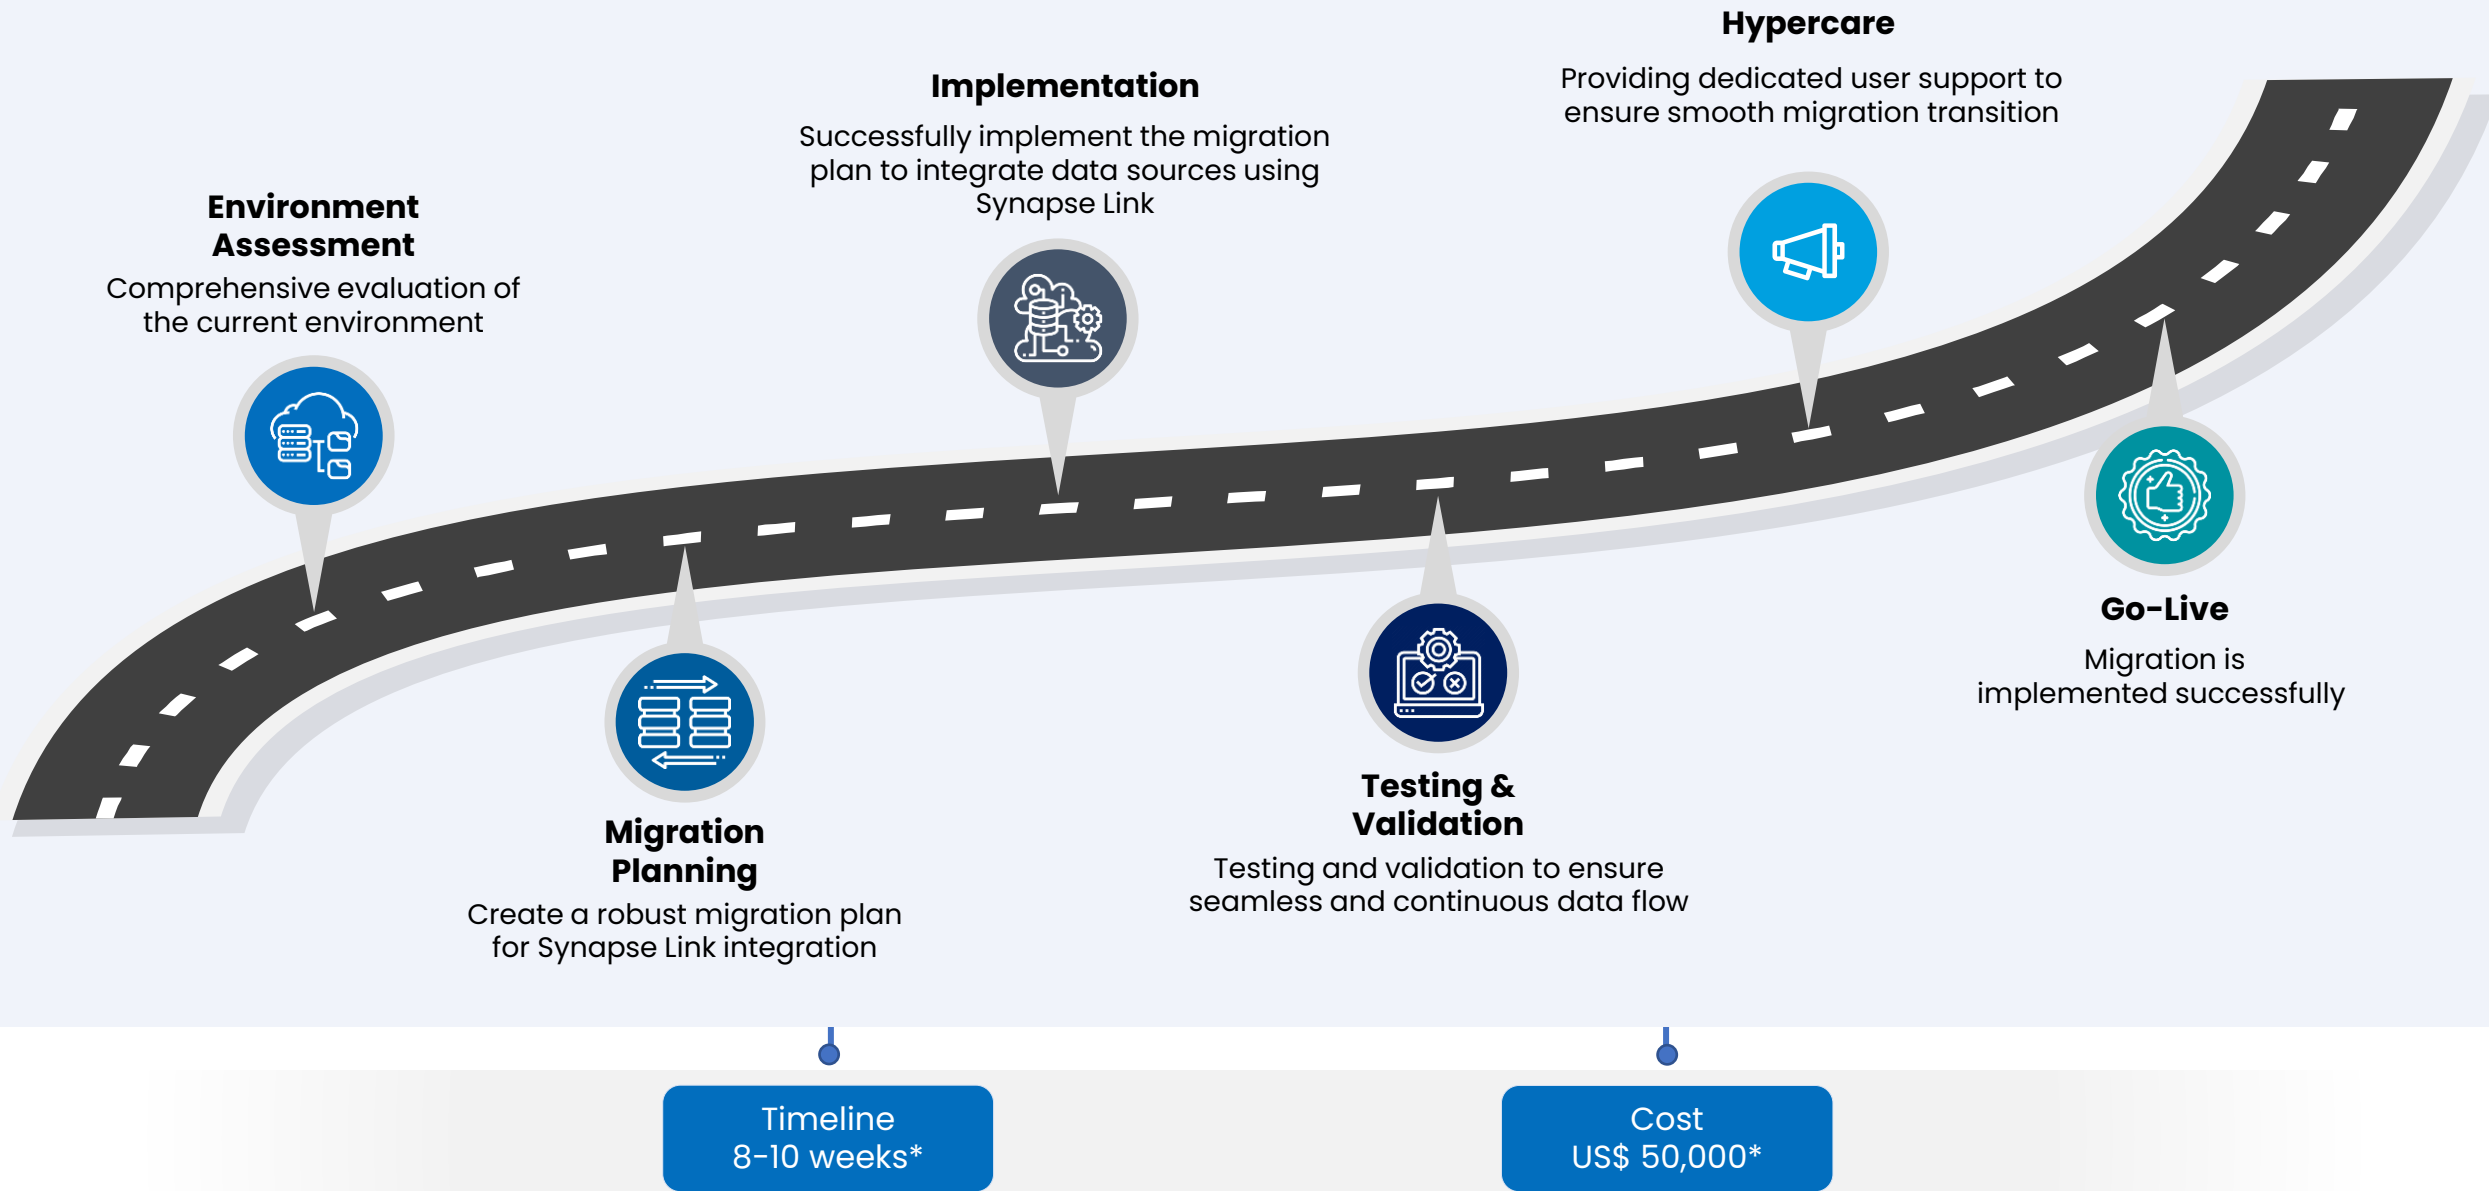 Environment
Assessment
Comprehensive evaluation of
the current environment
Migration
Planning
Create a robust migration plan
for Synapse Link integration
Implementation
Successfully implement the migration
plan to integrate data sources using
Synapse Link
Testing &
Validation
Testing and validation to ensure
seamless and continuous data flow
Hypercare
Providing dedicated user support to
ensure smooth migration transition
Go-Live
Migration is
implemented successfully
Timeline
8-10 weeks*
Cost
US$ 50,000*